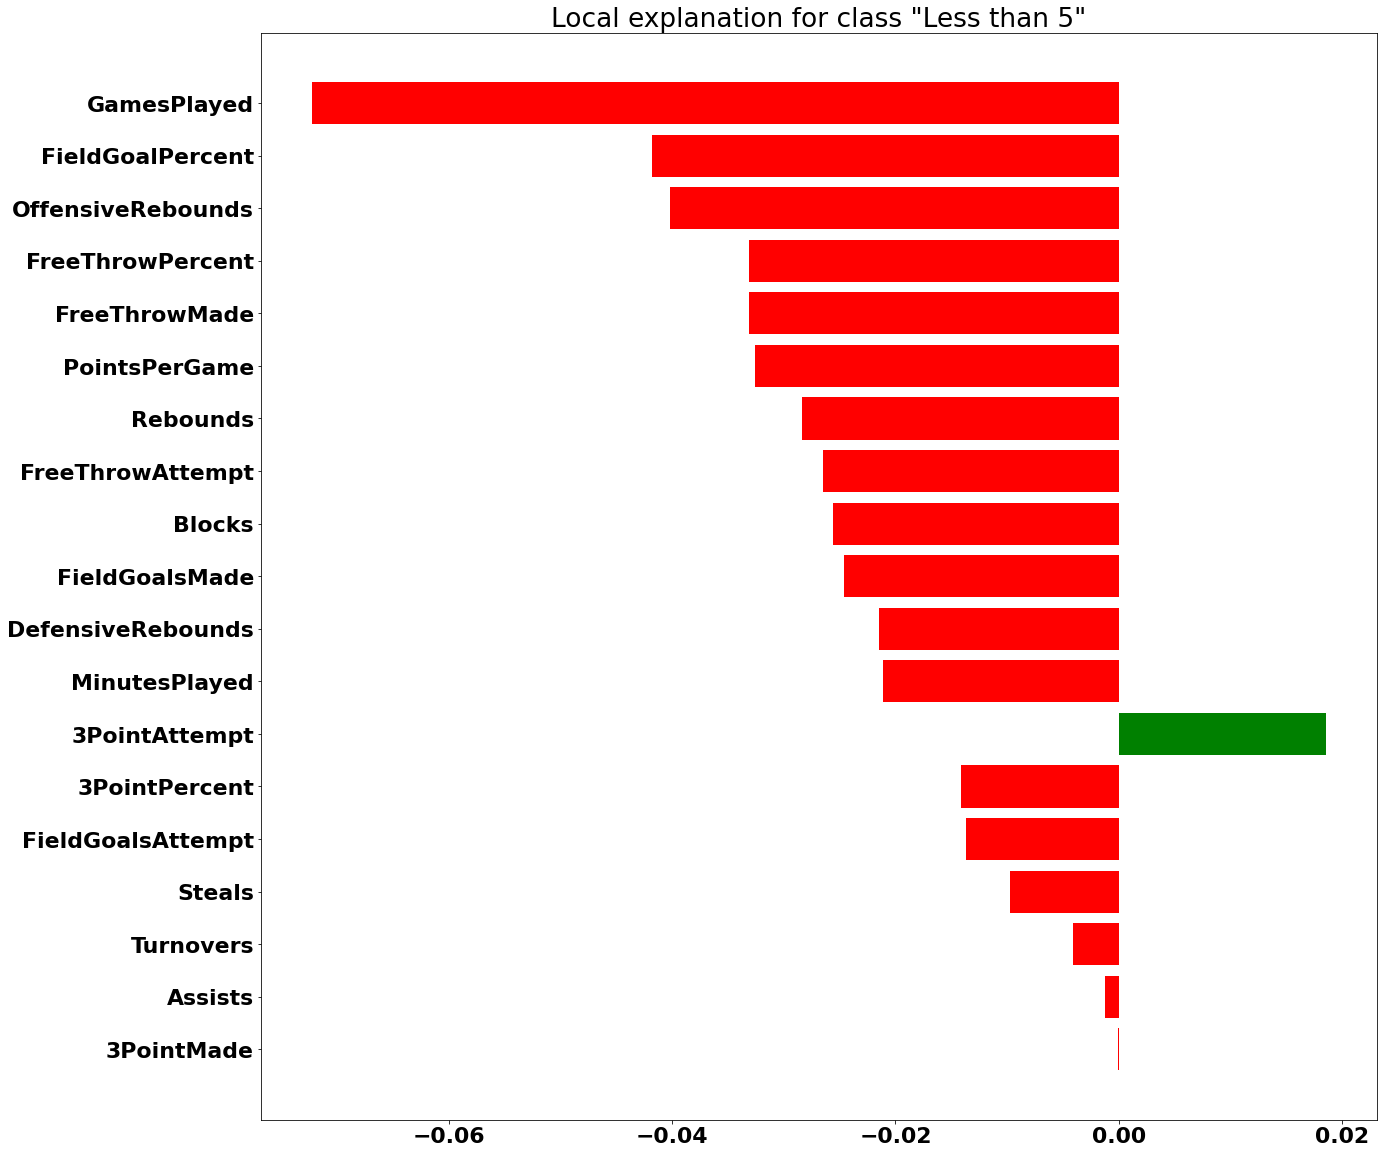 Local explanation for class "Less than 5"
GamesPlayed
FieldGoalPercent
OffensiveRebounds
FreeThrowPercent
FreeThrowMade
PointsPerGame
Rebounds
FreeThrowAttempt
Blocks
FieldGoalsMade
DefensiveRebounds
MinutesPlayed
3PointAttempt
3PointPercent
FieldGoalsAttempt
Steals
Turnovers
Assists
3PointMade
−0.06 −0.04 −0.02 0.00 0.02